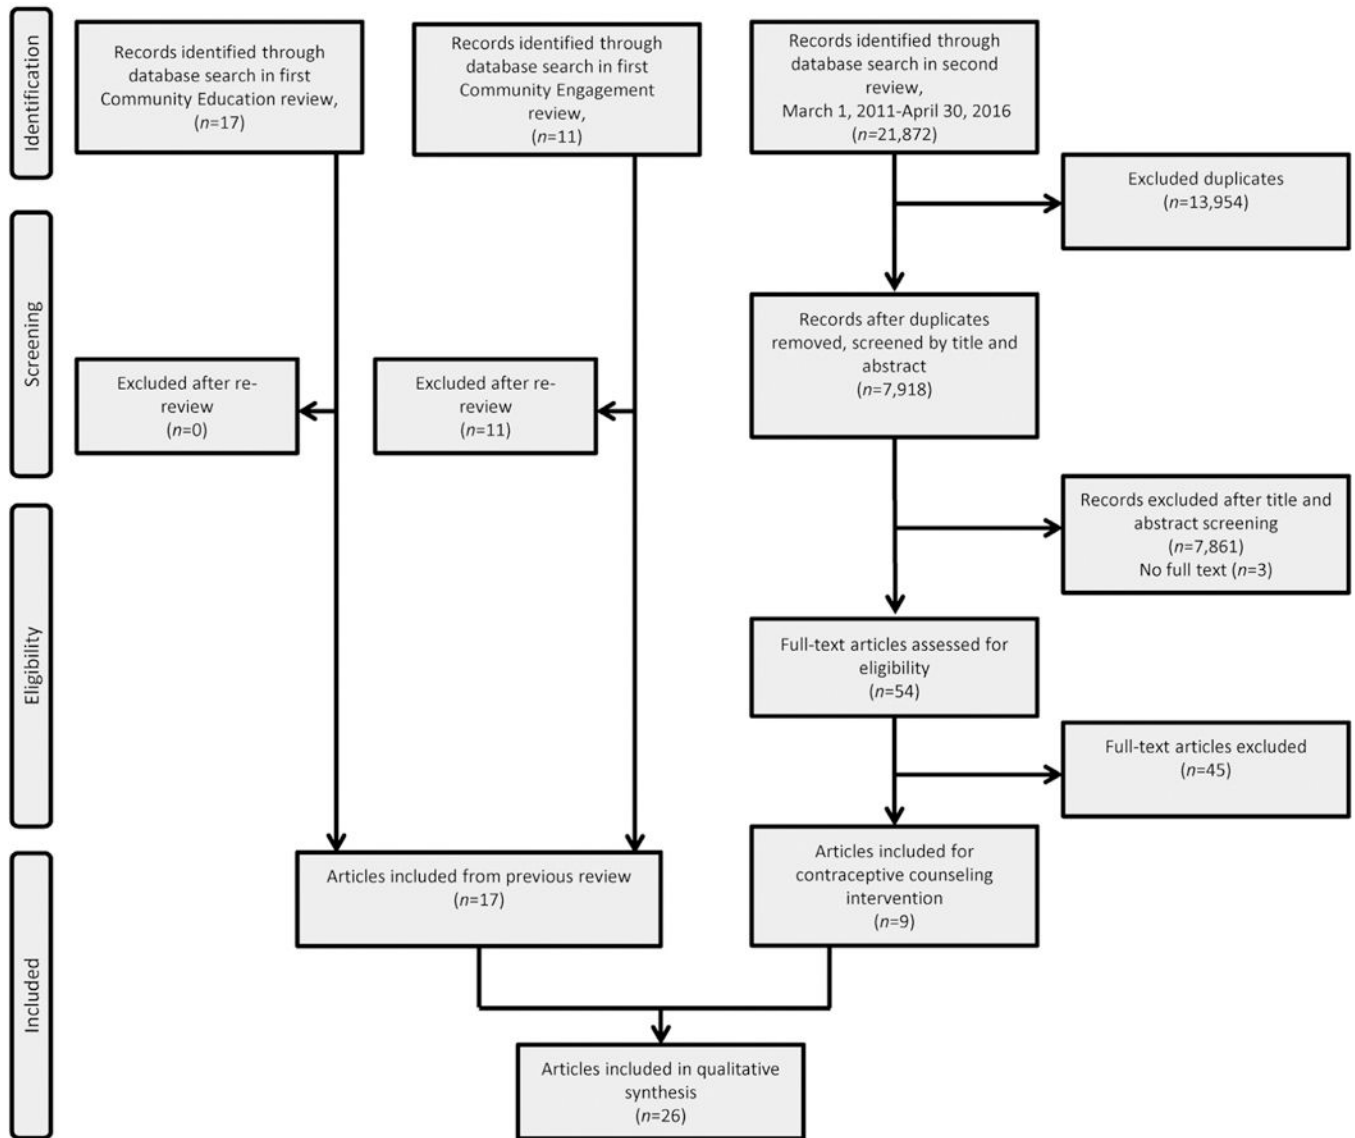 Identification
Records identified through
database search in first
Community Education review,
(n=17)
Records identified through
database search in first
Community Engagement
review,
(n=11)
Records identified through
database search in second
review,
March 1, 2011-April 30, 2016
(n=21,872)
Excluded duplicates
(n=13,954)
Screening
Records after duplicates
removed, screened by title and
abstract
(n=7,918)
Excluded after re-
review
(n=0)
Excluded after re-
review
(n=11)
Records excluded after title and
abstract screening
(n=7,861)
No full text (n=3)
Eligibility
Full-text articles assessed for
eligibility
(n=54)
Full-text articles excluded
(n=45)
Included
Articles included from previous review
(n=17)
Articles included for
contraceptive counseling
intervention
(n=9)
Articles included in qualitative
synthesis
(n=26)